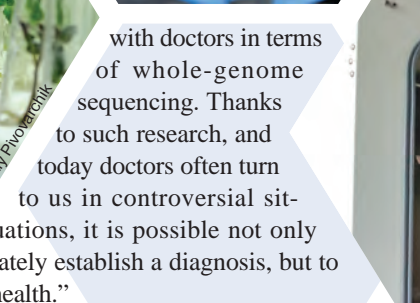 with doctors in terms
of whole-genome
sequencing. Thanks
to such research, and
today doctors often turn
to us in controversial sit-
uations, it is possible not only
ately establish a diagnosis, but to
health.”
Pivovarchik